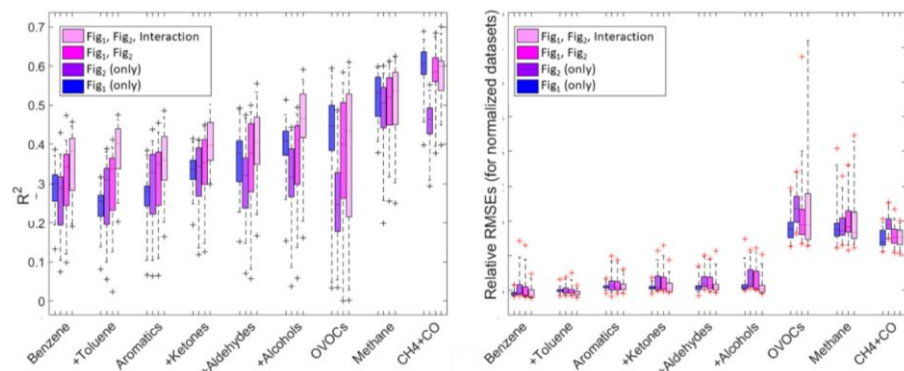 0.7
0.6
0.5
0.4
0.3
0.2
0.1
0
R²
Fig₁, Fig₂, Interaction
Fig₁, Fig₂
Fig₂ (only)
Fig₁ (only)
Benzene
+Toluene
Aromatics
+Ketones
+Aldehydes
+Alcohols
OVOCs
Methane
CH4+CO
Relative RMSEs (for normalized datasets)
Fig₁, Fig₂, Interaction
Fig₁, Fig₂
Fig₂ (only)
Fig₁ (only)
Benzene
+Toluene
Aromatics
+Ketones
+Aldehydes
+Alcohols
OVOCs
Methane
CH4+CO